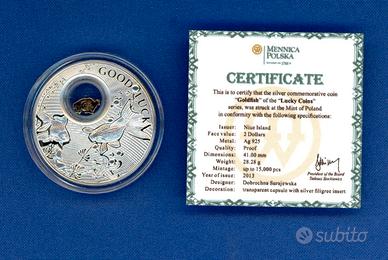 GOOD LUCK
MENNICA
POLSKA
CERTIFICATE
This is to certify that the silver commemorative coin
"Goldfish" of the "Lucky Coins"
series, was struck at the Mint of Poland
in conformity with the following specifications:
Issuer: Niue Island
Face value: 2 Dollars
Metal: Ag 925
Quality: Proof
Dimensions: 41.00 mm
Weight: 28.28 g
Mintage: up to 15,000 pcs
Year of issue: 2013
Designer: Dobrochna Surajewska
Decoration: transparent capsule with silver filigree insert
President of the Board
Tadeusz Steckiewicz
subito